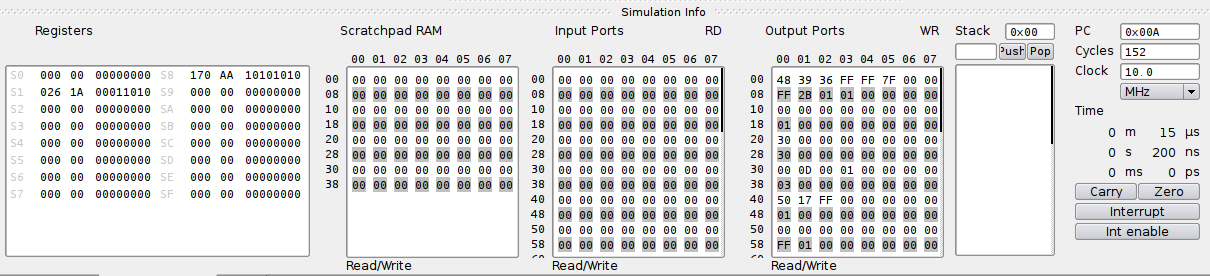 Simulation Info
Registers
S0 000 00 00000000 S8 170 AA 10101010
S1 026 1A 00011010 S9 000 00 00000000
S2 000 00 00000000 SA 000 00 00000000
S3 000 00 00000000 SB 000 00 00000000
S4 000 00 00000000 SC 000 00 00000000
S5 000 00 00000000 SD 000 00 00000000
S6 000 00 00000000 SE 000 00 00000000
S7 000 00 00000000 SF 000 00 00000000
Scratchpad RAM
00 01 02 03 04 05 06 07
00 00 00 00 00 00 00 00 00
08 00 00 00 00 00 00 00 00
10 00 00 00 00 00 00 00 00
18 00 00 00 00 00 00 00 00
20 00 00 00 00 00 00 00 00
28 00 00 00 00 00 00 00 00
30 00 00 00 00 00 00 00 00
38 00 00 00 00 00 00 00 00
Read/Write
Input Ports RD
00 01 02 03 04 05 06 07
00 00 00 00 00 00 00 00 00
08 00 00 00 00 00 00 00 00
10 00 00 00 00 00 00 00 00
18 00 00 00 00 00 00 00 00
20 00 00 00 00 00 00 00 00
28 00 00 00 00 00 00 00 00
30 00 00 00 00 00 00 00 00
38 00 00 00 00 00 00 00 00
40 00 00 00 00 00 00 00 00
48 00 00 00 00 00 00 00 00
50 00 00 00 00 00 00 00 00
58 00 00 00 00 00 00 00 00
Read/Write
Output Ports WR
00 01 02 03 04 05 06 07
00 48 39 36 FF FF 7F 00 00
08 FF 2B 01 01 00 00 00 00
10 00 00 00 00 00 00 00 00
18 01 00 00 00 00 00 00 00
20 30 00 00 00 00 00 00 00
28 30 00 00 00 00 00 00 00
30 00 0D 00 01 00 00 00 00
38 03 00 00 00 00 00 00 00
40 50 17 FF 00 00 00 00 00
48 01 00 00 00 00 00 00 00
50 00 00 00 00 00 00 00 00
58 FF 01 00 00 00 00 00 00
Read/Write
Stack 0x00
Push Pop
PC 0x00A
Cycles 152
Clock 10.0
MHz
Time
0 m 15 µs
0 s 200 ns
0 ms 0 ps
Carry Zero
Interrupt
Int enable